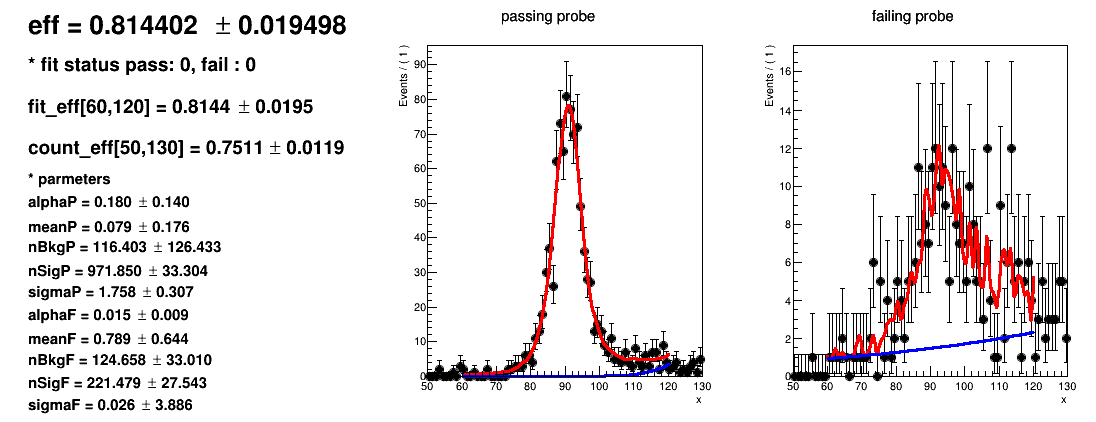 eff = 0.814402 ± 0.019498
* fit status pass: 0, fail : 0
fit_eff[60,120] = 0.8144 ± 0.0195
count_eff[50,130] = 0.7511 ± 0.0119
* parmeters
alphaP = 0.180 ± 0.140
meanP = 0.079 ± 0.176
nBkgP = 116.403 ± 126.433
nSigP = 971.850 ± 33.304
sigmaP = 1.758 ± 0.307
alphaF = 0.015 ± 0.009
meanF = 0.789 ± 0.644
nBkgF = 124.658 ± 33.010
nSigF = 221.479 ± 27.543
sigmaF = 0.026 ± 3.886
passing probe
Events / ( 1 )
90
80
70
60
50
40
30
20
10
0
50 60 70 80 90 100 110 120 130
x
failing probe
Events / ( 1 )
16
14
12
10
8
6
4
2
0
50 60 70 80 90 100 110 120 130
x